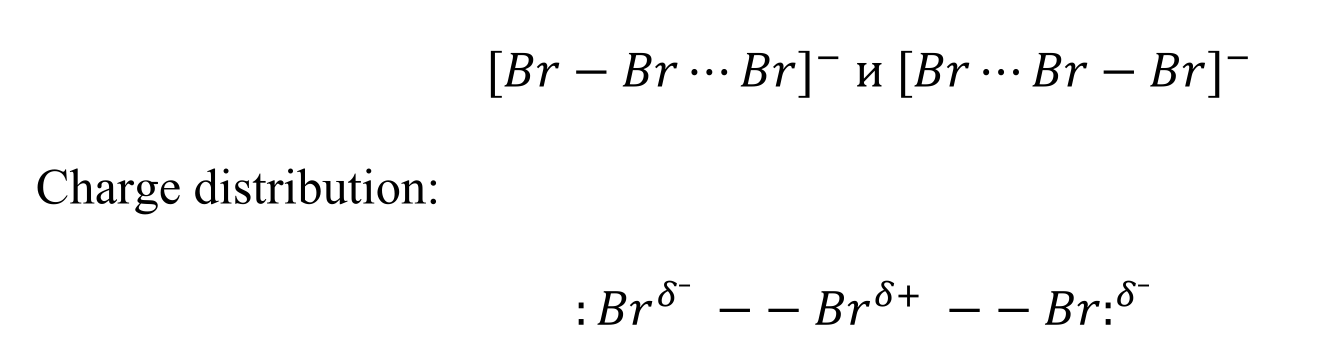 [Br − Br ⋯ Br]⁻ и [Br ⋯ Br − Br]⁻
Charge distribution:
:Br^δ⁻ − − Br^δ+ − − Br:^δ⁻